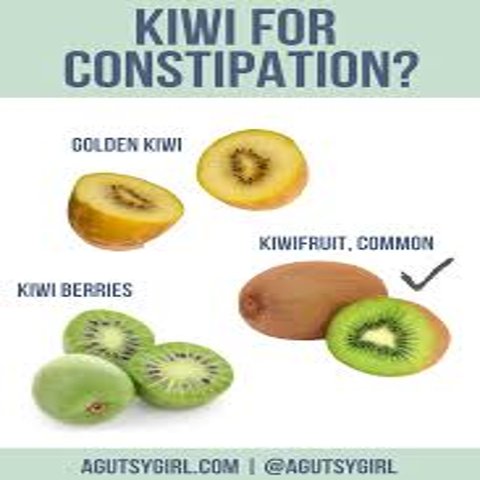 KIWI FOR
CONSTIPATION?
GOLDEN KIWI
KIWIFRUIT, COMMON
KIWI BERRIES
AGUTSYGIRL.COM | @AGUTSYGIRL